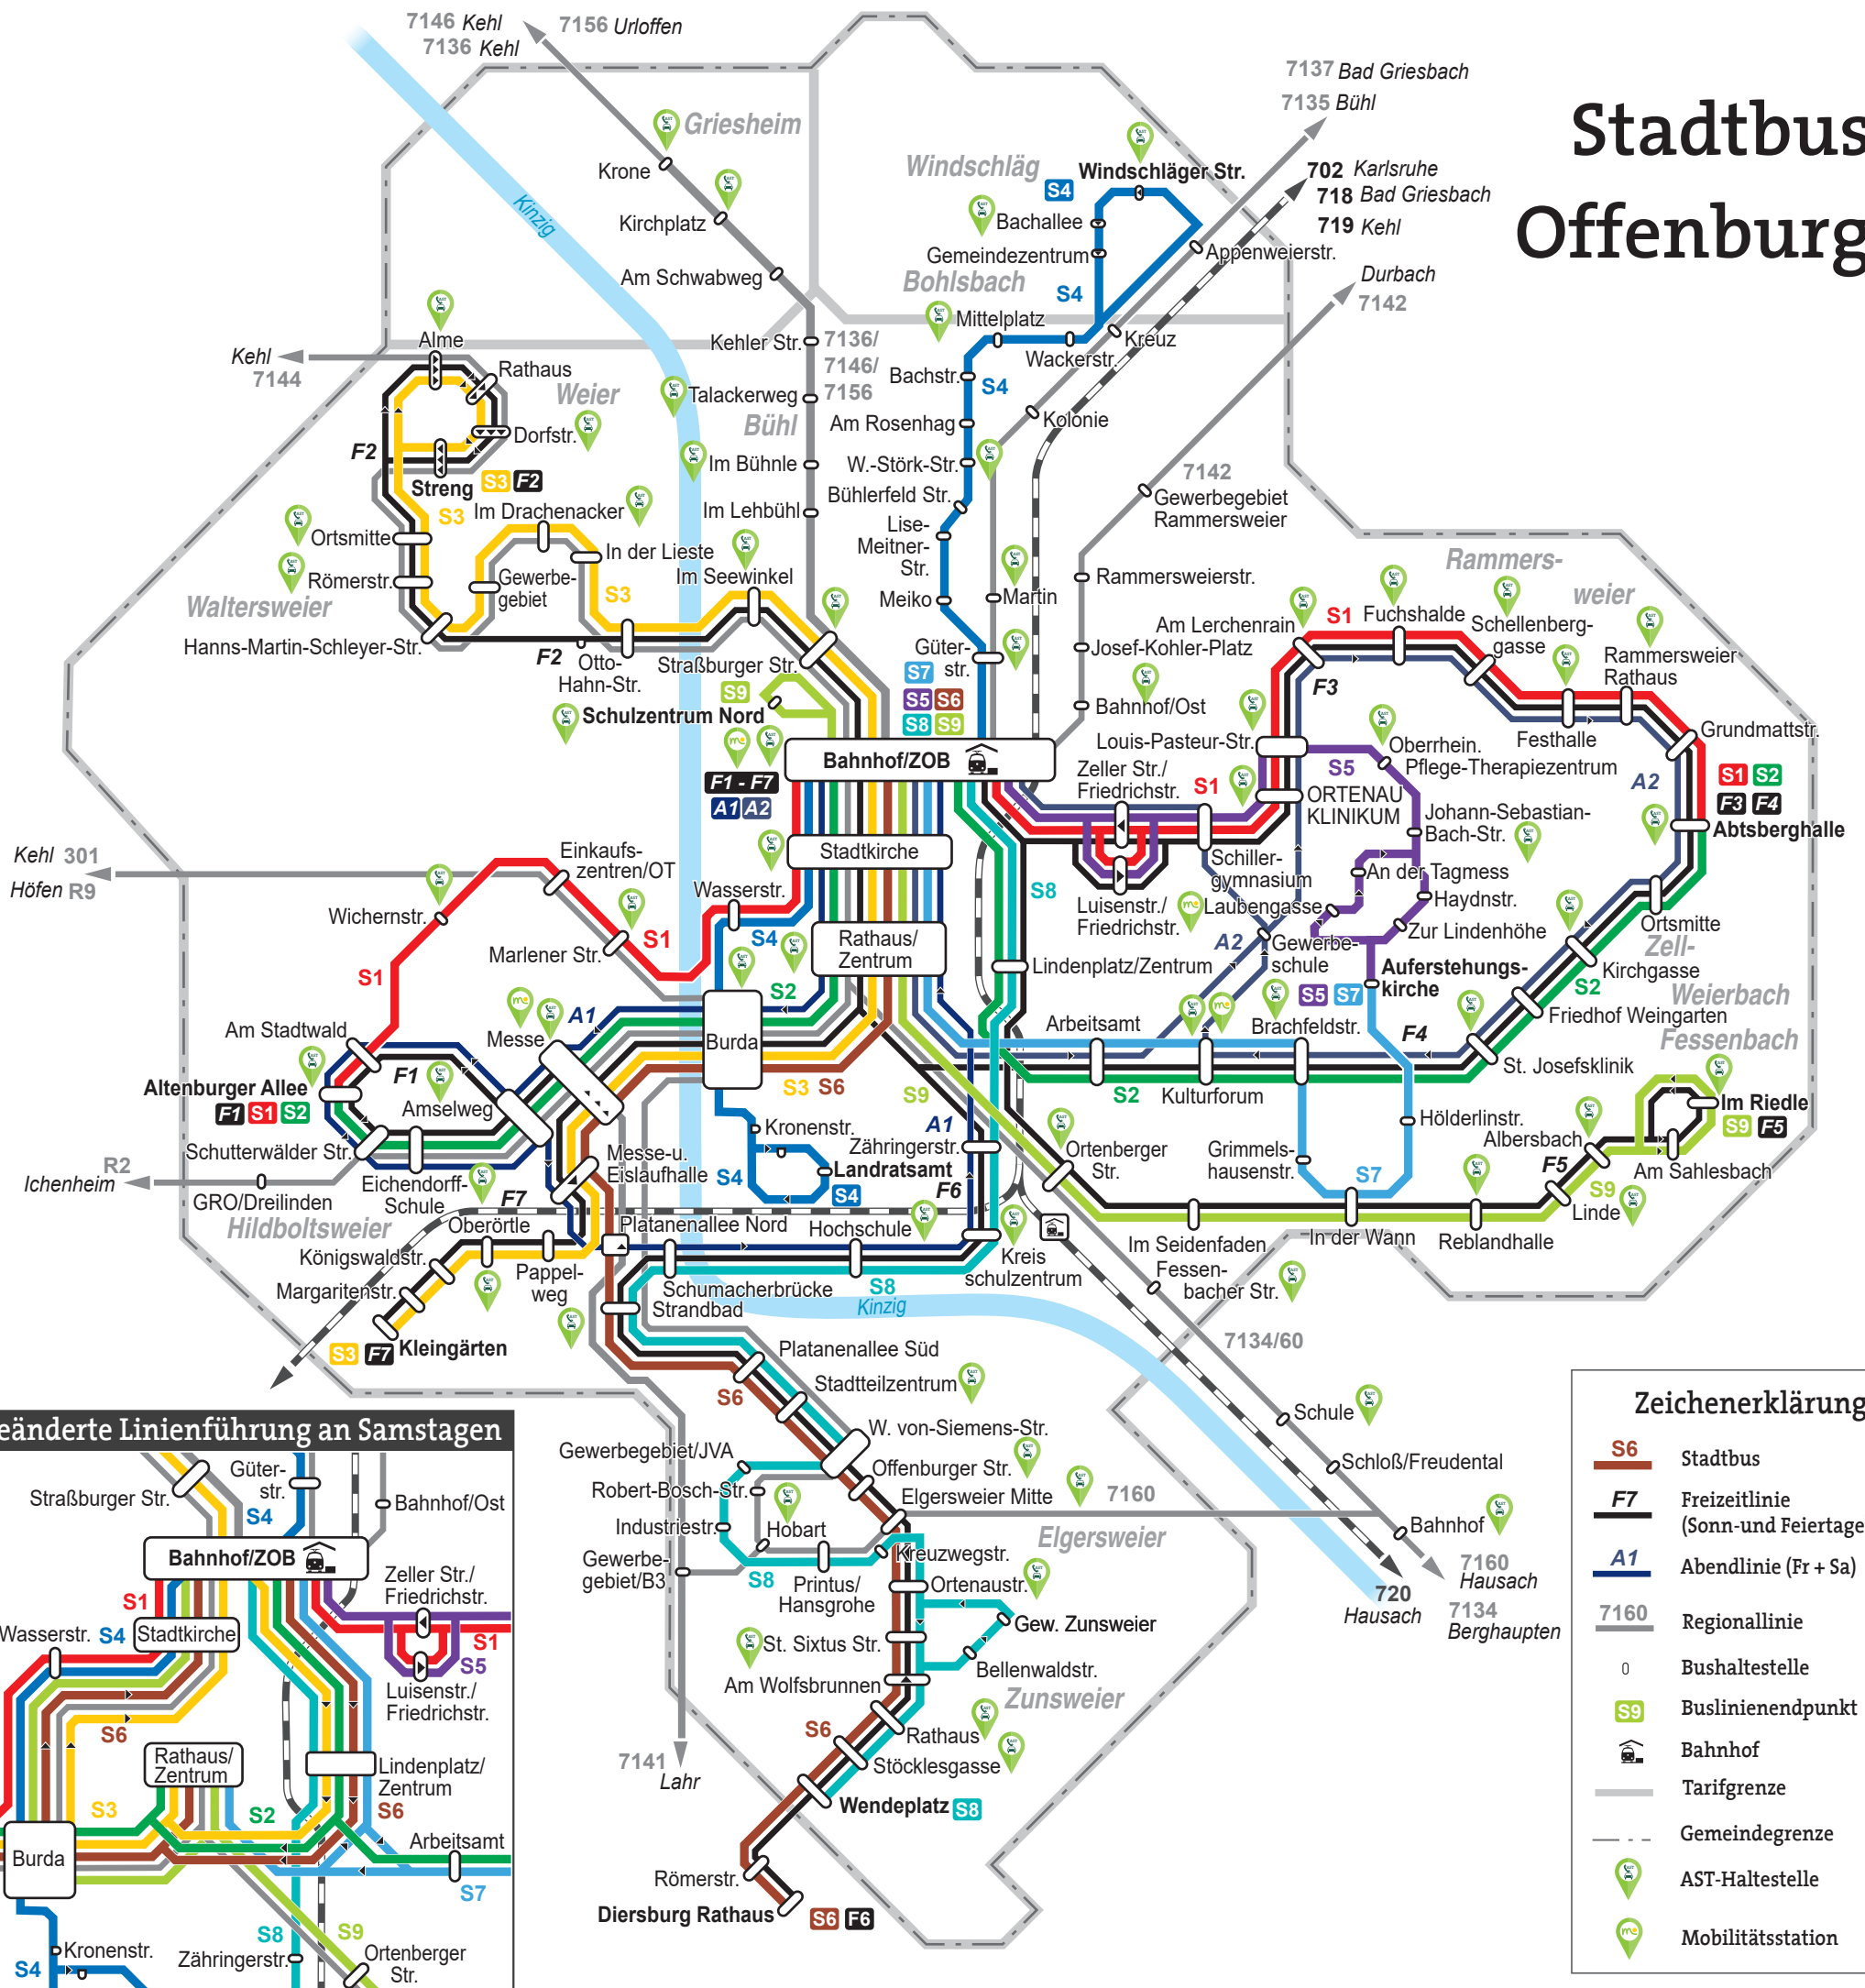 Stadtbus
Offenburg
7146 Kehl
7136 Kehl
7156 Urloffen
7137 Bad Griesbach
7135 Bühl
702 Karlsruhe
718 Bad Griesbach
719 Kehl
Durbach
7142
Griesheim
Krone
Kirchplatz
Am Schwabweg
Kinzig
Windschläg
S4
Windschläger Str.
Bachallee
Gemeindezentrum
Appenweierstr.
Bohlsbach
S4
Mittelplatz
Wackerstr.
Kreuz
Bachstr.
S4
Am Rosenhag
Kolonie
W.-Störk-Str.
Bühlerfeld Str.
Lise-
Meitner-
Str.
Meiko
Martin
Güter-
str.
Kehler Str.
7136/
7146/
7156
Talackerweg
Bühl
Im Bühnle
Im Lehbühl
Kehl
7144
Alme
Rathaus
Weier
Dorfstr.
F2
Streng
S3 F2
S3
Im Drachenacker
Ortsmitte
In der Lieste
Römerstr.
Gewerbe-
gebiet
S3
Im Seewinkel
Waltersweier
Hanns-Martin-Schleyer-Str.
F2
Otto-
Hahn-Str.
Straßburger Str.
S9
Schulzentrum Nord
7142
Gewerbegebiet
Rammersweier
Rammersweierstr.
Josef-Kohler-Platz
Bahnhof/Ost
S7
S5 S6
S8 S9
Bahnhof/ZOB
F1 - F7
A1 A2
Rammers-
weier
Am Lerchenrain
S1
Fuchshalde
Schellenberg-
gasse
Rammersweier
Rathaus
F3
Festhalle
Grundmattstr.
A2
S1 S2
F3 F4
Abtsberghalle
Louis-Pasteur-Str.
Zeller Str./
Friedrichstr.
S1
ORTENAU
KLINIKUM
S5
Oberrhein.
Pflege-Therapiezentrum
Johann-Sebastian-
Bach-Str.
An der Tagmess
Haydnstr.
Laubengasse
Zur Lindenhöhe
Schiller-
gymnasium
Luisenstr./
Friedrichstr.
A2
Gewerbe-
schule
Auferstehungs-
kirche
S5 S7
Ortsmitte
Zell-
Weierbach
Kirchgasse
S2
Friedhof Weingarten
Fessenbach
St. Josefsklinik
F4
Stadtkirche
Wasserstr.
S4
Rathaus/
Zentrum
S8
Lindenplatz/Zentrum
Kehl 301
Höfen R9
Einkaufs-
zentren/OT
Wichernstr.
S1
Marlener Str.
S1
S2
Messe
A1
Burda
S3 S6
S9
A1
Arbeitsamt
S2
Kulturforum
Brachfeldstr.
Am Stadtwald
Altenburger Allee
F1 S1 S2
F1
Amselweg
Schutterwälder Str.
R2
Ichenheim
GRO/Dreilinden
Eichendorff-
Schule
Hildboltsweier
Kronenstr.
S4
Landratsamt
S4
Zähringerstr.
F6
Messe-u.
Eislaufhalle
F7
Oberörtle
Königswaldstr.
Margaritenstr.
Pappel-
weg
S3 F7 Kleingärten
Platanenallee Nord
Hochschule
Schumacherbrücke
Strandbad
S8
Kinzig
Kreis
schulzentrum
Ortenberger
Str.
Grimmels-
hausenstr.
Hölderlinstr.
S7
Albersbach
Im Riedle
S9 F5
Am Sahlesbach
F5
S9
Linde
Im Seidenfaden
In der Wann
Reblandhalle
Fessen-
bacher Str.
7134/60
Schule
Schloß/Freudental
Bahnhof
7160
Hausach
7134
Berghaupten
720
Hausach
Platanenallee Süd
S6
Stadtteilzentrum
W. von-Siemens-Str.
Gewerbegebiet/JVA
Offenburger Str.
Robert-Bosch-Str.
Elgersweier Mitte
7160
Industriestr.
Hobart
Elgersweier
Gewerbe-
gebiet/B3
Kreuzwegstr.
S8
Printus/
Hansgrohe
Ortenaustr.
Gew. Zunsweier
St. Sixtus Str.
Bellenwaldstr.
Am Wolfsbrunnen
Zunsweier
S6
Rathaus
Stöcklesgasse
7141
Lahr
Wendeplatz S8
Römerstr.
Diersburg Rathaus
S6 F6
eänderte Linienführung an Samstagen
Straßburger Str.
Güter-
str.
S4
Bahnhof/Ost
Bahnhof/ZOB
S1
Zeller Str./
Friedrichstr.
Wasserstr.
S4
Stadtkirche
S1
S5
Luisenstr./
Friedrichstr.
S6
Rathaus/
Zentrum
Lindenplatz/
Zentrum
S3
S2
S6
Burda
Arbeitsamt
S7
S8
S9
Kronenstr.
S4
Zähringerstr.
Ortenberger
Str.
Zeichenerklärung
S6 Stadtbus
F7 Freizeitlinie
(Sonn-und Feiertage
A1 Abendlinie (Fr + Sa)
7160 Regionallinie
Bushaltestelle
S9 Buslinienendpunkt
Bahnhof
Tarifgrenze
Gemeindegrenze
AST-Haltestelle
me Mobilitätsstation